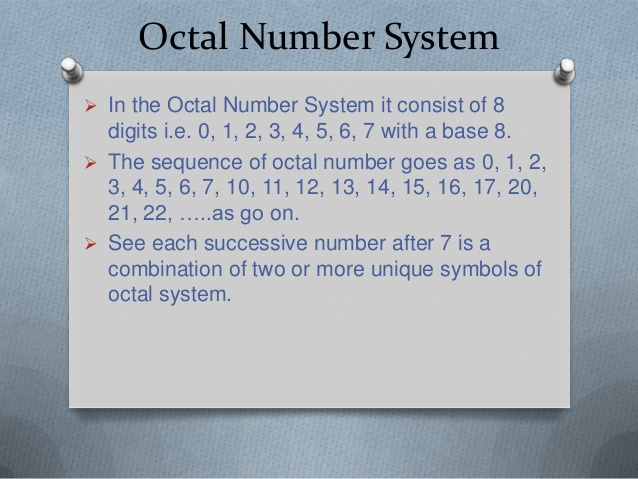 Octal Number System
➢ In the Octal Number System it consist of 8
digits i.e. 0, 1, 2, 3, 4, 5, 6, 7 with a base 8.
➢ The sequence of octal number goes as 0, 1, 2,
3, 4, 5, 6, 7, 10, 11, 12, 13, 14, 15, 16, 17, 20,
21, 22, …..as go on.
➢ See each successive number after 7 is a
combination of two or more unique symbols of
octal system.